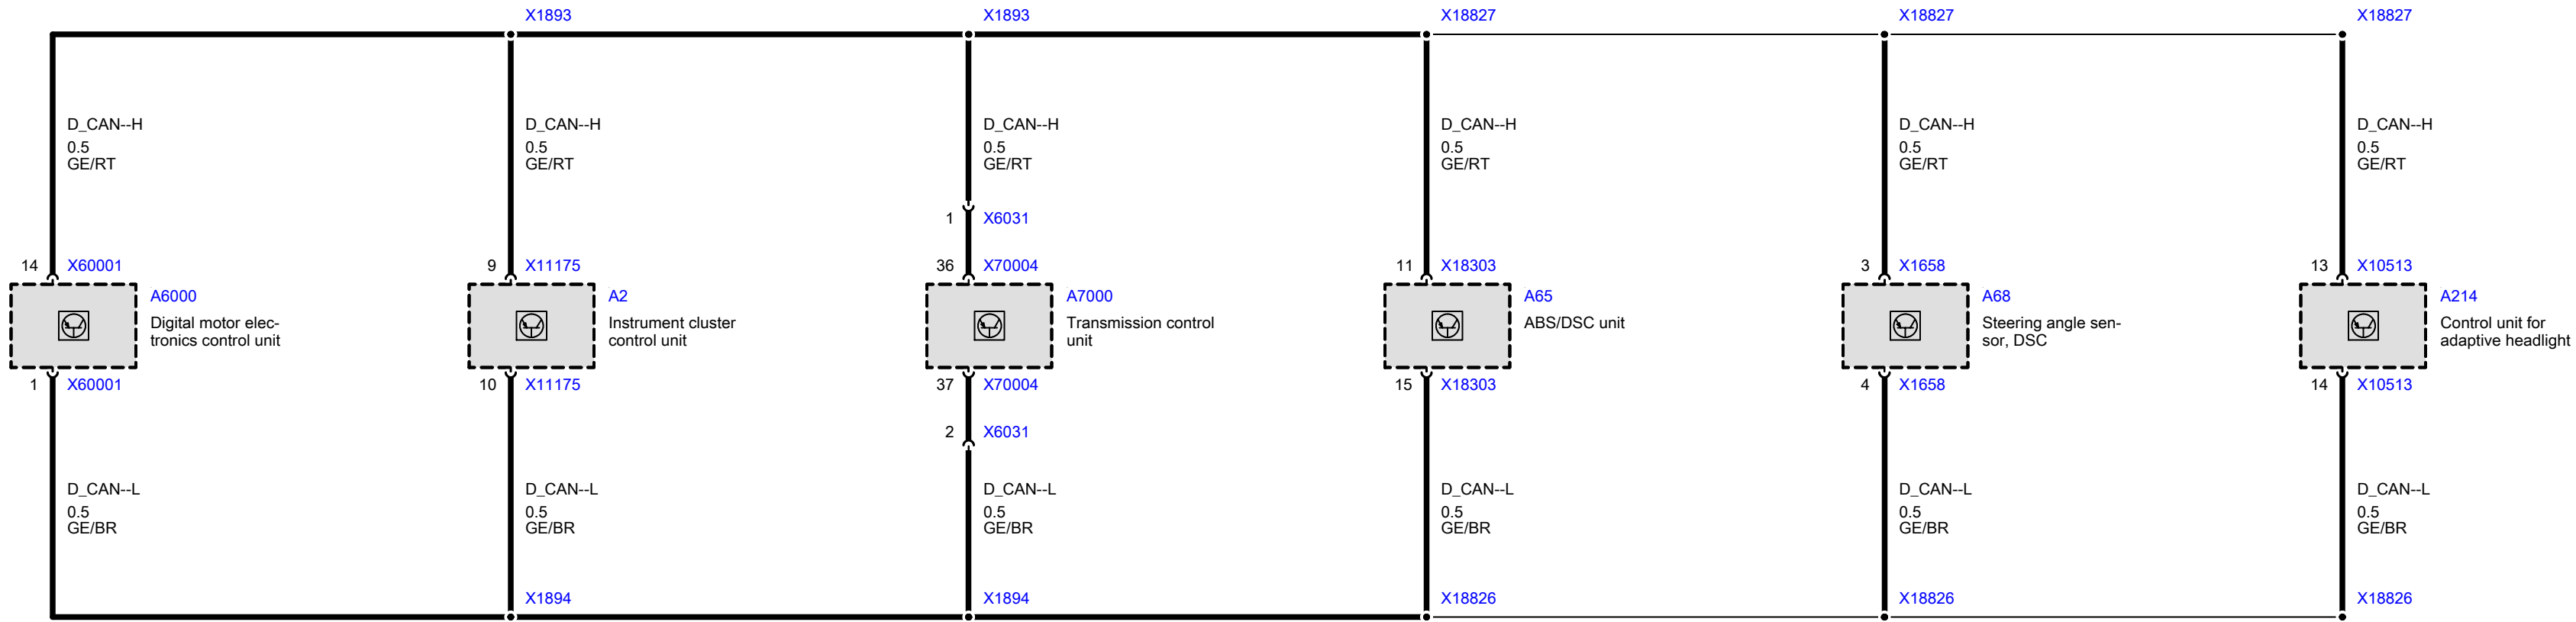 X1893 X1893 X18827 X18827 X18827
D_CAN--H D_CAN--H D_CAN--H D_CAN--H D_CAN--H D_CAN--H
0.5 0.5 0.5 0.5 0.5 0.5
GE/RT GE/RT GE/RT GE/RT GE/RT GE/RT
1 X6031
14 X60001 9 X11175 36 X70004 11 X18303 3 X1658 13 X10513
A6000 A2 A7000 A65 A68 A214
Digital motor elec- Instrument cluster Transmission control ABS/DSC unit Steering angle sen- Control unit for
tronics control unit control unit unit sor, DSC adaptive headlight
1 X60001 10 X11175 37 X70004 15 X18303 4 X1658 14 X10513
2 X6031
D_CAN--L D_CAN--L D_CAN--L D_CAN--L D_CAN--L D_CAN--L
0.5 0.5 0.5 0.5 0.5 0.5
GE/BR GE/BR GE/BR GE/BR GE/BR GE/BR
X1894 X1894 X18826 X18826 X18826